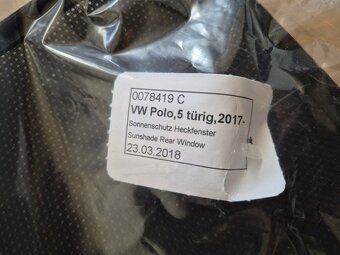 0078419 C
VW Polo,5 türig,2017-
Sonnenschutz Heckfenster
Sunshade Rear Window
23.03.2018